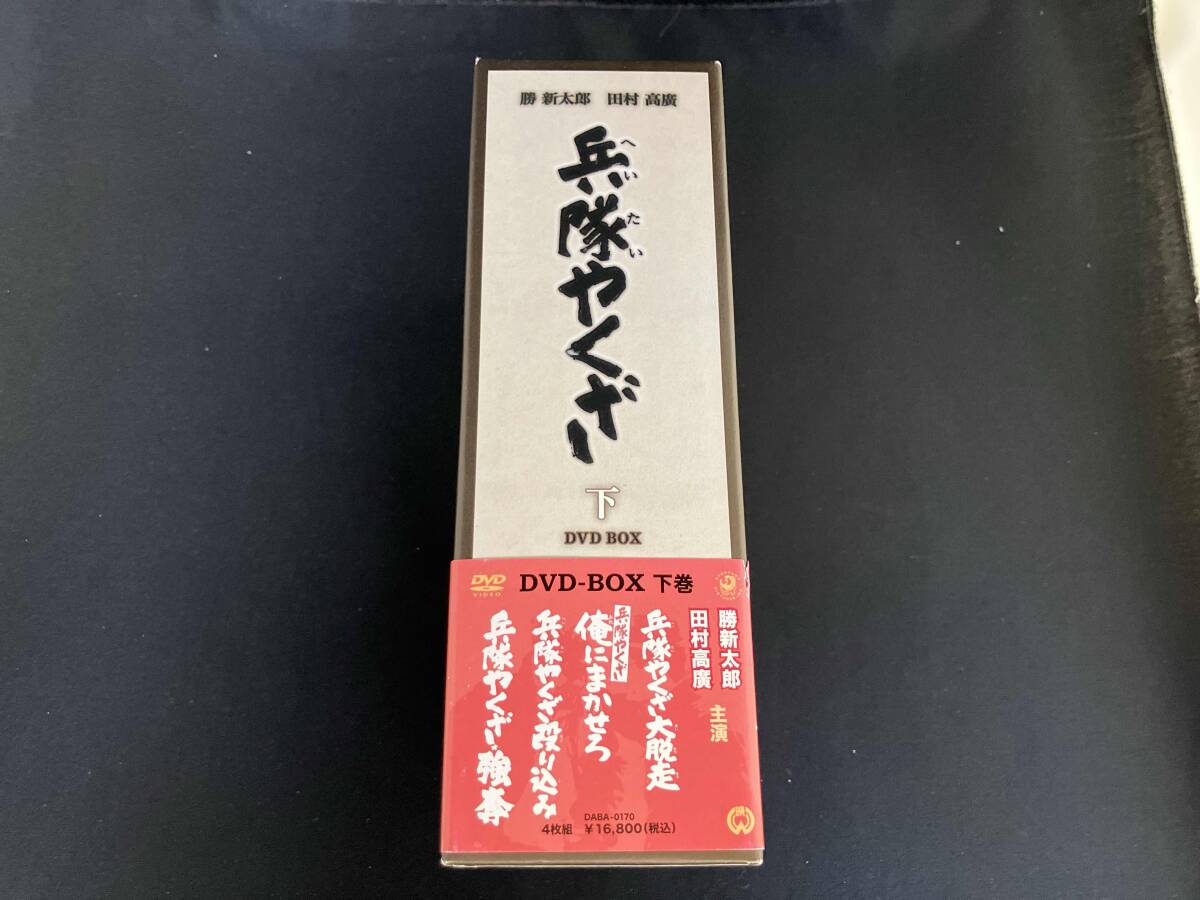 勝 新太郎 田村 高廣
兵隊やくざ
へいたい
下
DVD BOX
DVD VIDEO
DVD-BOX 下巻
勝新太郎
田村高廣
主演
兵隊やくざ大脱走
兵隊やくざ
俺にまかせろ
兵隊やくざ殴り込み
兵隊やくざ強奪
DABA-0170
4枚組 ¥16,800(税込)